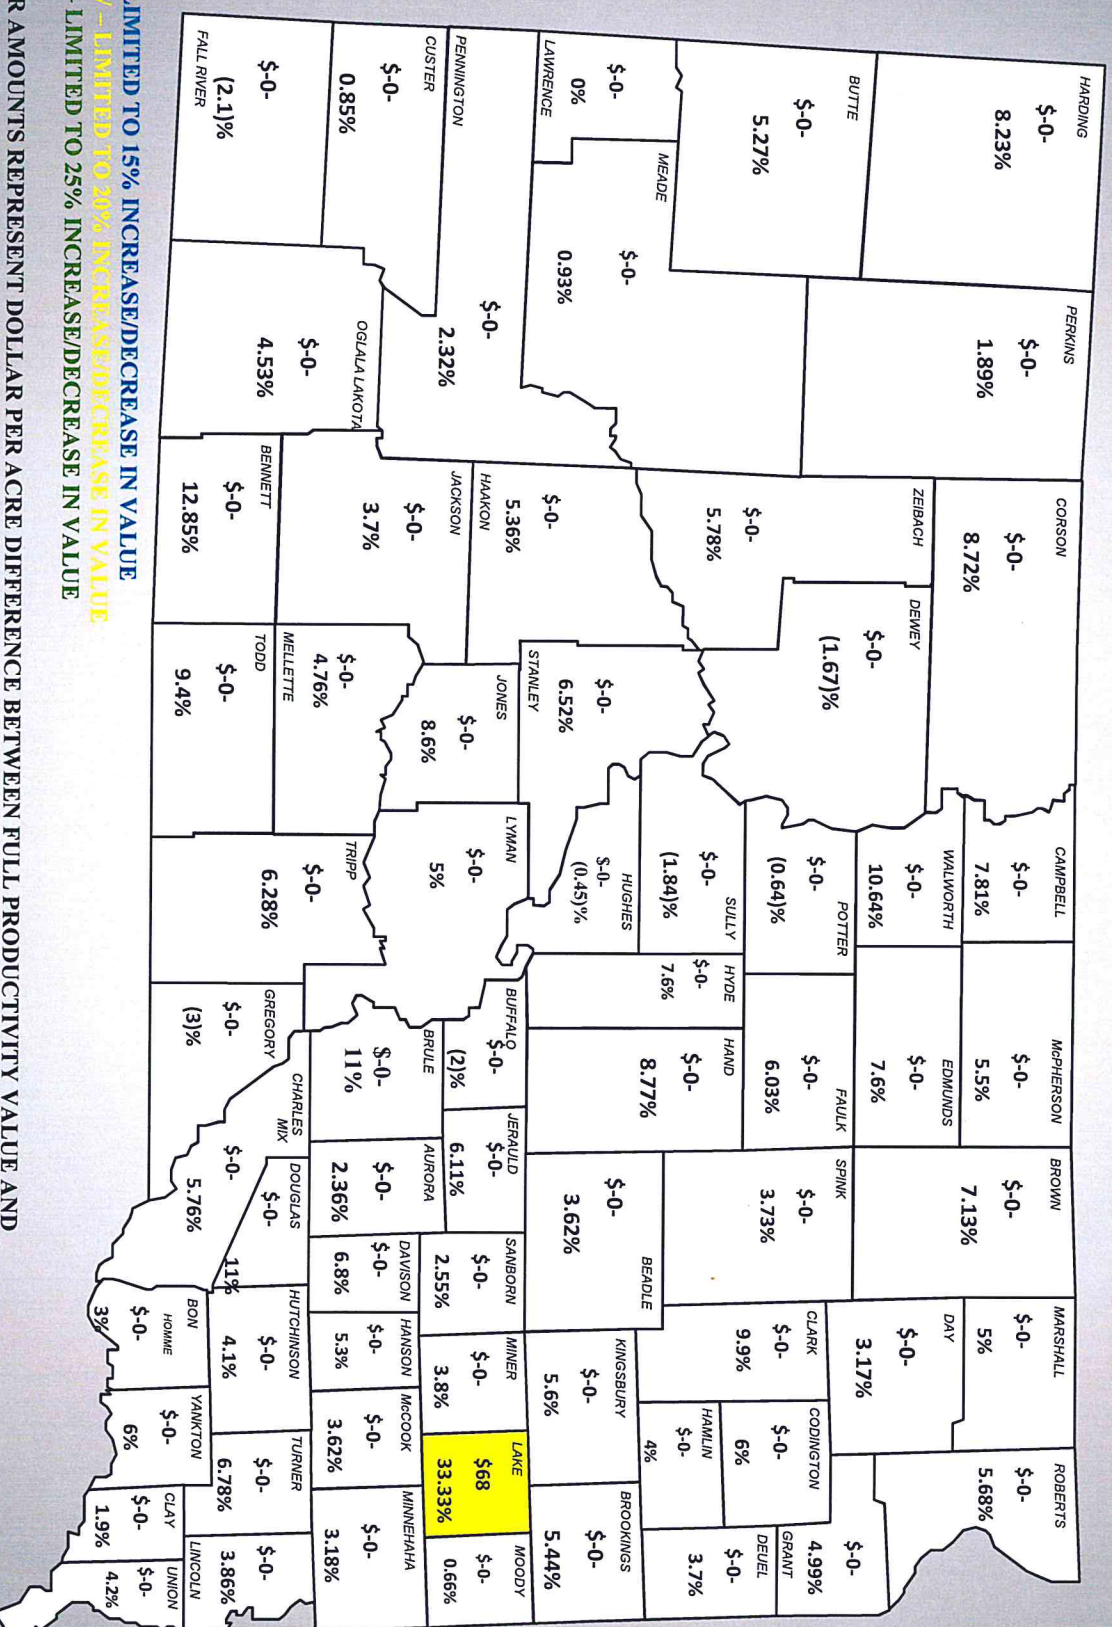 HARDING
$-0-
8.23%
PERKINS
$-0-
1.89%
CORSON
$-0-
8.72%
CAMPBELL
$-0-
7.81%
McPHERSON
$-0-
5.5%
BROWN
$-0-
7.13%
MARSHALL
$-0-
5%
ROBERTS
$-0-
5.68%
BUTTE
$-0-
5.27%
ZEIBACH
$-0-
5.78%
DEWEY
$-0-
(1.67)%
WALWORTH
$-0-
10.64%
EDMUNDS
$-0-
7.6%
DAY
$-0-
3.17%
POTTER
$-0-
(0.64)%
FAULK
$-0-
6.03%
SPINK
$-0-
3.73%
CLARK
$-0-
9.9%
CODINGTON
$-0-
6%
$-0-
4.99%
GRANT
LAWRENCE
$-0-
0%
MEADE
$-0-
0.93%
SULLY
$-0-
(1.84)%
HYDE
$-0-
7.6%
HAND
$-0-
8.77%
HAMLIN
$-0-
4%
DEUEL
$-0-
3.7%
HUGHES
$-0-
(0.45)%
BEADLE
$-0-
3.62%
KINGSBURY
$-0-
5.6%
BROOKINGS
$-0-
5.44%
PENNINGTON
$-0-
2.32%
HAAKON
$-0-
5.36%
STANLEY
$-0-
6.52%
JONES
$-0-
8.6%
LYMAN
$-0-
5%
BUFFALO
$-0-
(2)%
JERAULD
$-0-
6.11%
SANBORN
$-0-
2.55%
MINER
$-0-
3.8%
LAKE
$68
33.33%
MOODY
$-0-
0.66%
CUSTER
$-0-
0.85%
JACKSON
$-0-
3.7%
BRULE
$-0-
11%
AURORA
$-0-
2.36%
DAVISON
$-0-
6.8%
HANSON
$-0-
5.3%
McCOOK
$-0-
3.62%
MINNEHAHA
$-0-
3.18%
FALL RIVER
$-0-
(2.1)%
OGLALA LAKOTA
$-0-
4.53%
BENNETT
$-0-
12.85%
MELLETTE
$-0-
4.76%
TODD
$-0-
9.4%
TRIPP
$-0-
6.28%
GREGORY
$-0-
(3)%
CHARLES
MIX
$-0-
5.76%
DOUGLAS
$-0-
11%
HUTCHINSON
$-0-
4.1%
TURNER
$-0-
6.78%
LINCOLN
$-0-
3.86%
BON
HOMME
$-0-
3%
YANKTON
$-0-
6%
CLAY
$-0-
1.9%
UNION
$-0-
4.2%
LIMITED TO 15% INCREASE/DECREASE IN VALUE
– LIMITED TO 20% INCREASE/DECREASE IN VALUE
- LIMITED TO 25% INCREASE/DECREASE IN VALUE
R AMOUNTS REPRESENT DOLLAR PER ACRE DIFFERENCE BETWEEN FULL PRODUCTIVITY VALUE AND